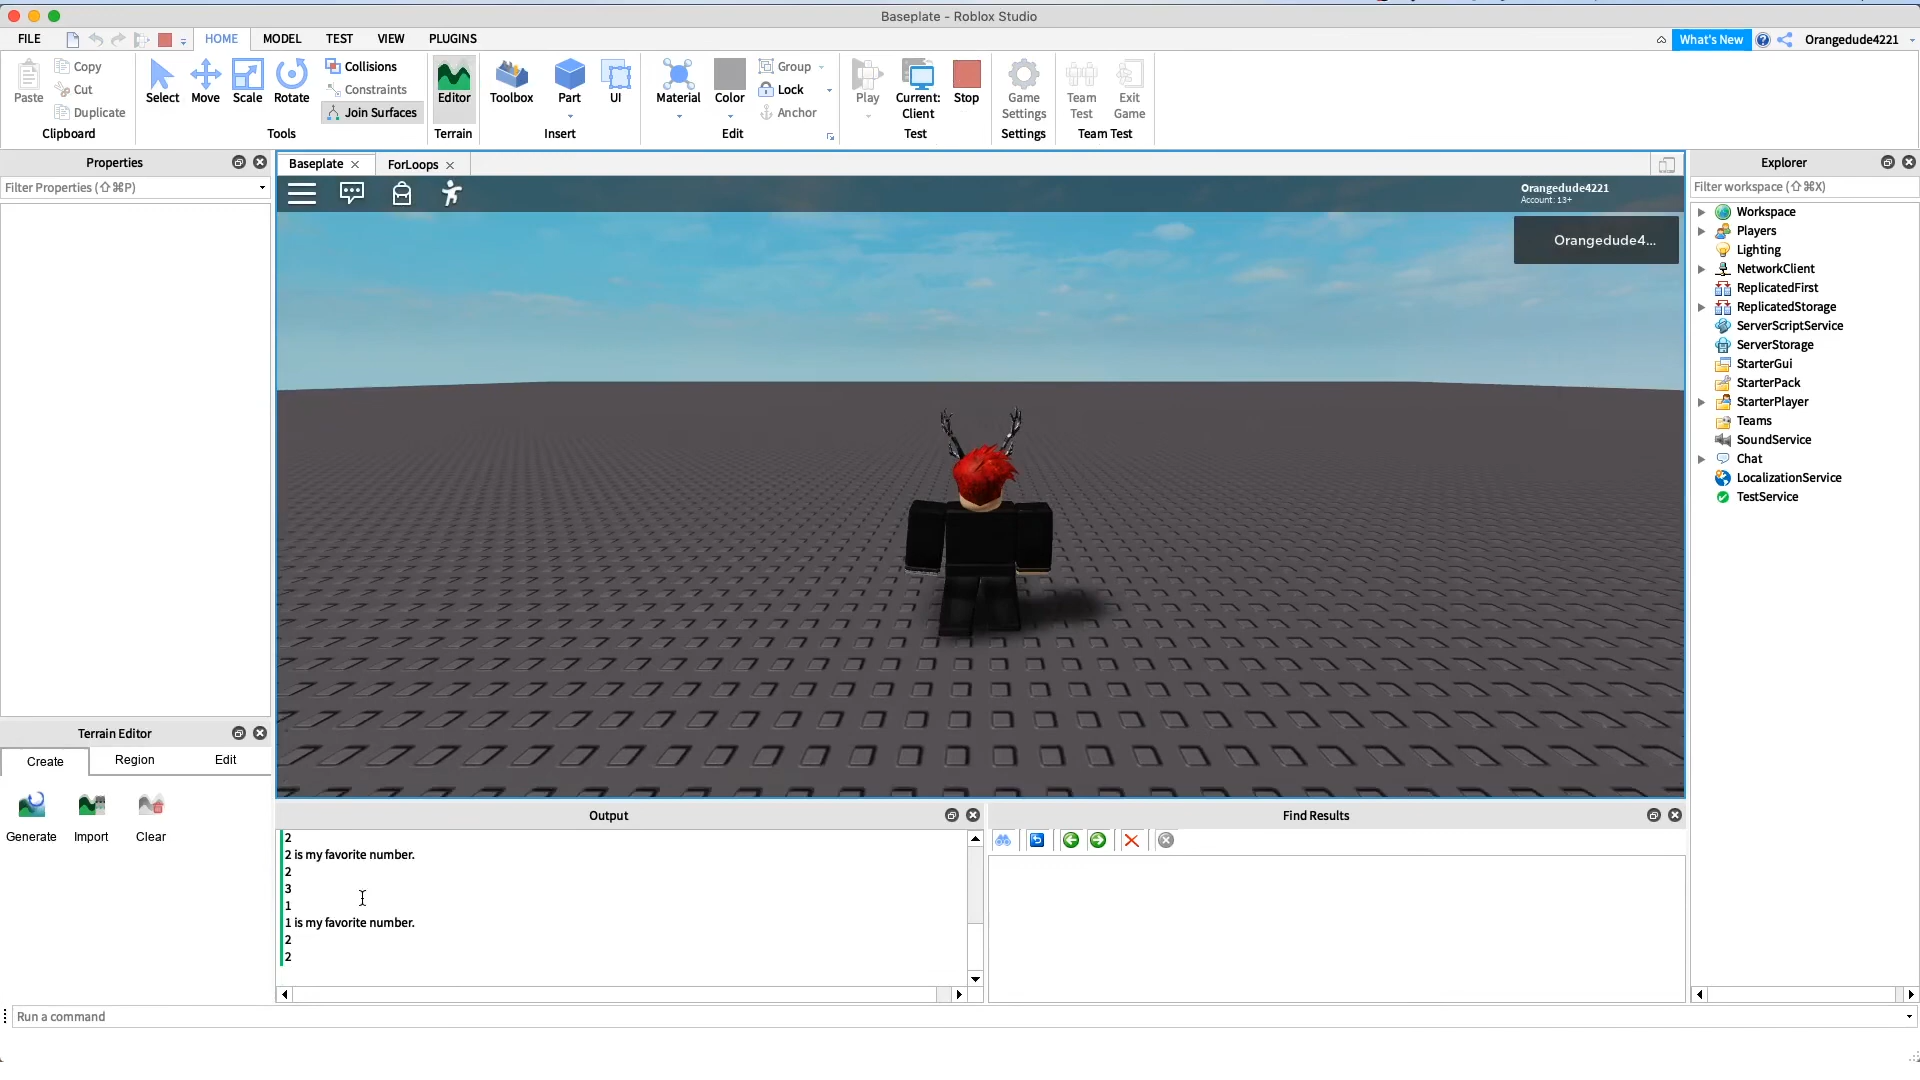 Baseplate - Roblox Studio
FILE HOME MODEL TEST VIEW PLUGINS What's New Orangedude4221
Paste Copy Cut Duplicate Clipboard
Select Move Scale Rotate Collisions Constraints Join Surfaces Tools
Editor Terrain
Toolbox Part UI Insert
Material Color Group Lock Anchor Edit
Play Current: Client Stop Test
Game Settings Settings
Team Test Exit Game Team Test
Properties
Filter Properties (⇧⌘P)
Baseplate ForLoops
Orangedude4221
Account: 13+
Orangedude4...
Explorer
Filter workspace (⇧⌘X)
Workspace
Players
Lighting
NetworkClient
ReplicatedFirst
ReplicatedStorage
ServerScriptService
ServerStorage
StarterGui
StarterPack
StarterPlayer
Teams
SoundService
Chat
LocalizationService
TestService
Terrain Editor
Create Region Edit
Generate Import Clear
Output
2
2 is my favorite number.
2
3
1
1 is my favorite number.
2
2
Find Results
Run a command